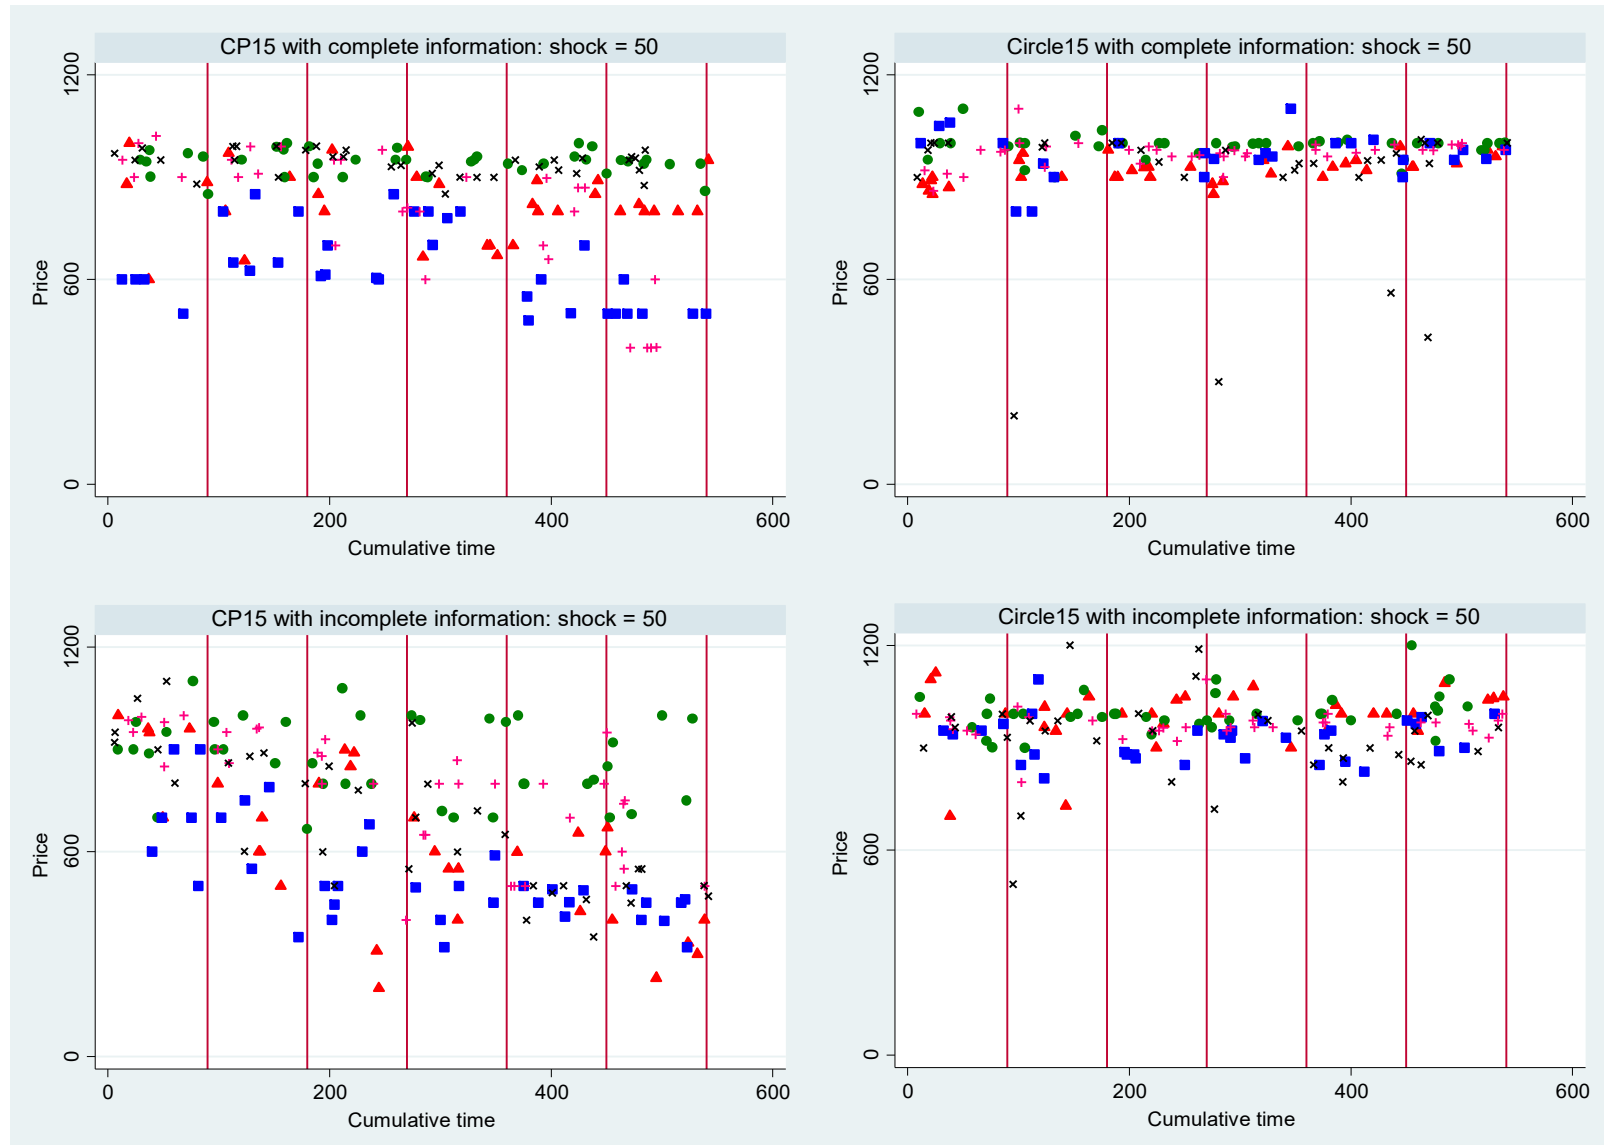 CP15 with complete information: shock = 50
1200
600
0
Price
0 200 400 600
Cumulative time
Circle15 with complete information: shock = 50
1200
600
0
Price
0 200 400 600
Cumulative time
CP15 with incomplete information: shock = 50
1200
600
0
Price
0 200 400 600
Cumulative time
Circle15 with incomplete information: shock = 50
1200
600
0
Price
0 200 400 600
Cumulative time